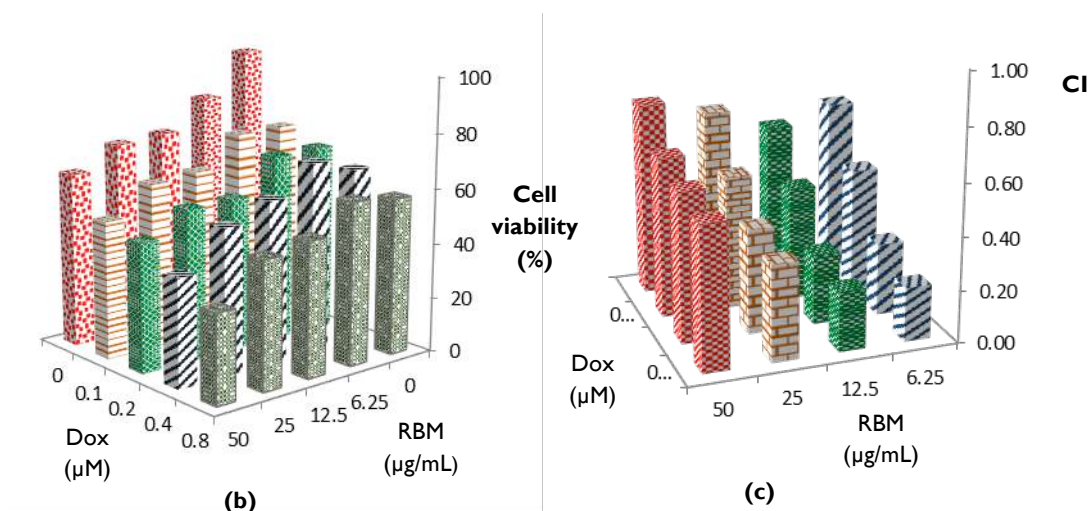 100
80
60
40
20
0
Cell
viability
(%)
0
0.1
0.2
0.4
0.8
Dox
(µM)
50
25
12.5
6.25
0
RBM
(µg/mL)
(b)
1.00
0.80
0.60
0.40
0.20
0.00
CI
0...
0...
Dox
(µM)
50
25
12.5
6.25
RBM
(µg/mL)
(c)